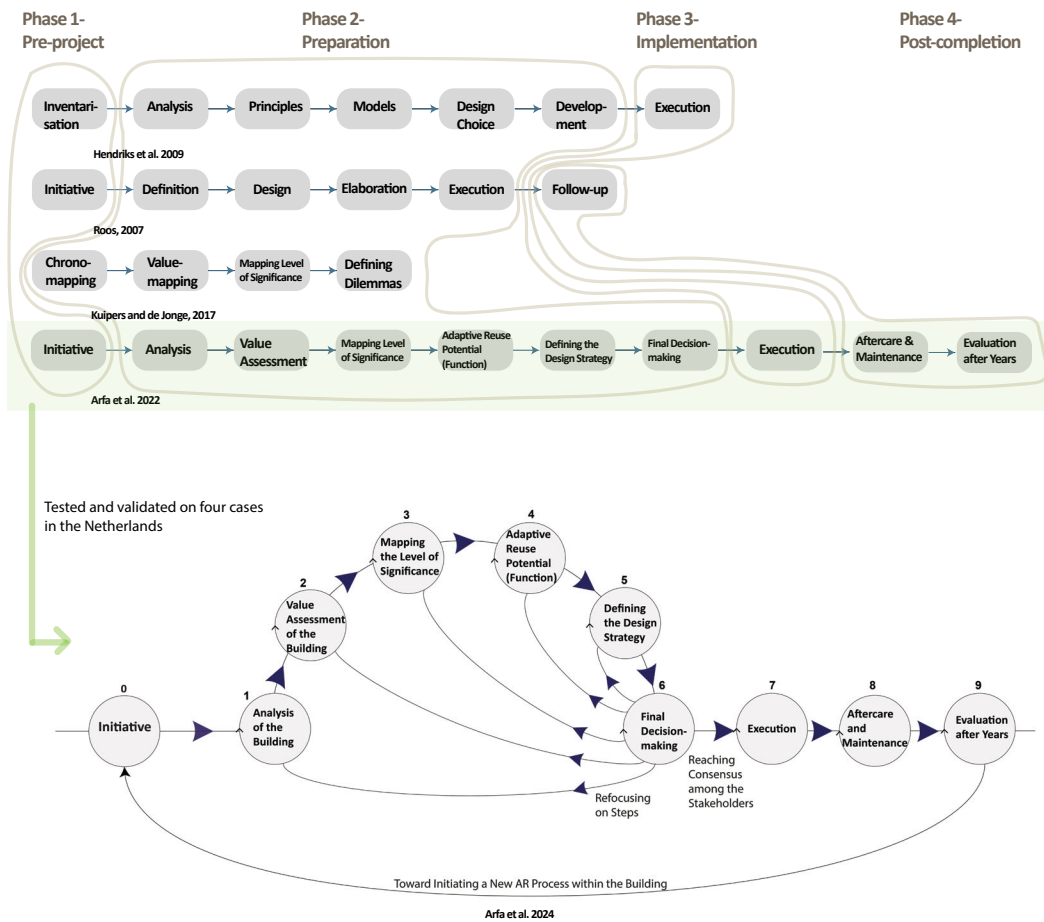 Phase 1-
Pre-project
Phase 2-
Preparation
Phase 3-
Implementation
Phase 4-
Post-completion
Inventari-
sation
Analysis
Principles
Models
Design
Choice
Develop-
ment
Execution
Hendriks et al. 2009
Initiative
Definition
Design
Elaboration
Execution
Follow-up
Roos, 2007
Chrono-
mapping
Value-
mapping
Mapping Level
of Significance
Defining
Dilemmas
Kuipers and de Jonge, 2017
Initiative
Analysis
Value
Assessment
Mapping Level
of Significance
Adaptive Reuse
Potential
(Function)
Defining the
Design Strategy
Final Decision-
making
Execution
Aftercare &
Maintenance
Evaluation
after Years
Arfa et al. 2022
Tested and validated on four cases
in the Netherlands
0
Initiative
1
Analysis
of the
Building
2
Value
Assessment
of the
Building
3
Mapping
the Level of
Significance
4
Adaptive
Reuse
Potential
(Function)
5
Defining
the Design
Strategy
6
Final
Decision-
making
7
Execution
8
Aftercare
and
Maintenance
9
Evaluation
after Years
Reaching
Consensus
among the
Stakeholders
Refocusing
on Steps
Toward Initiating a New AR Process within the Building
Arfa et al. 2024